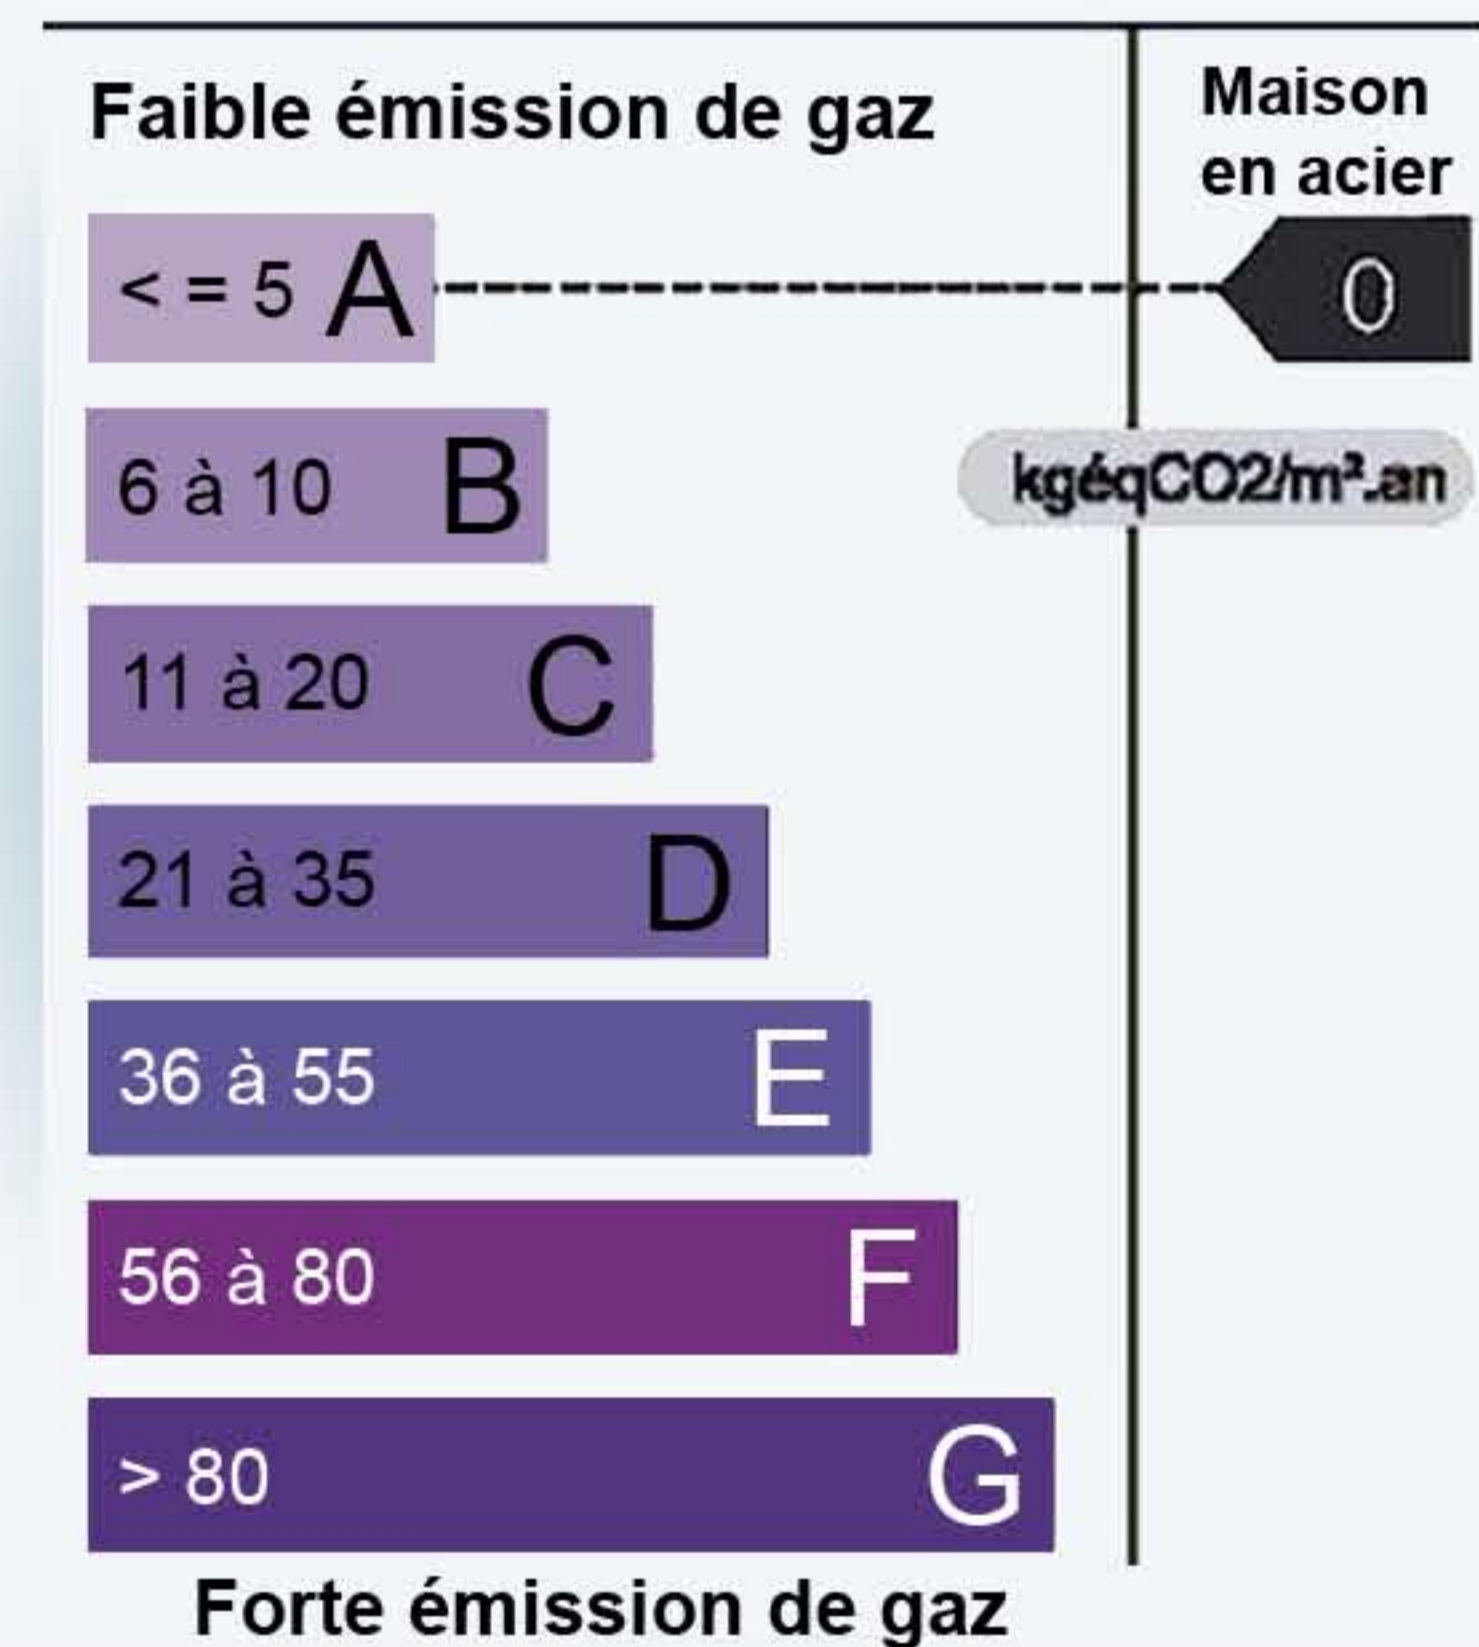 Faible émission de gaz
Maison
en acier
< = 5 A
0
6 à 10 B
kgéqCO2/m².an
11 à 20 C
21 à 35 D
36 à 55 E
56 à 80 F
> 80 G
Forte émission de gaz